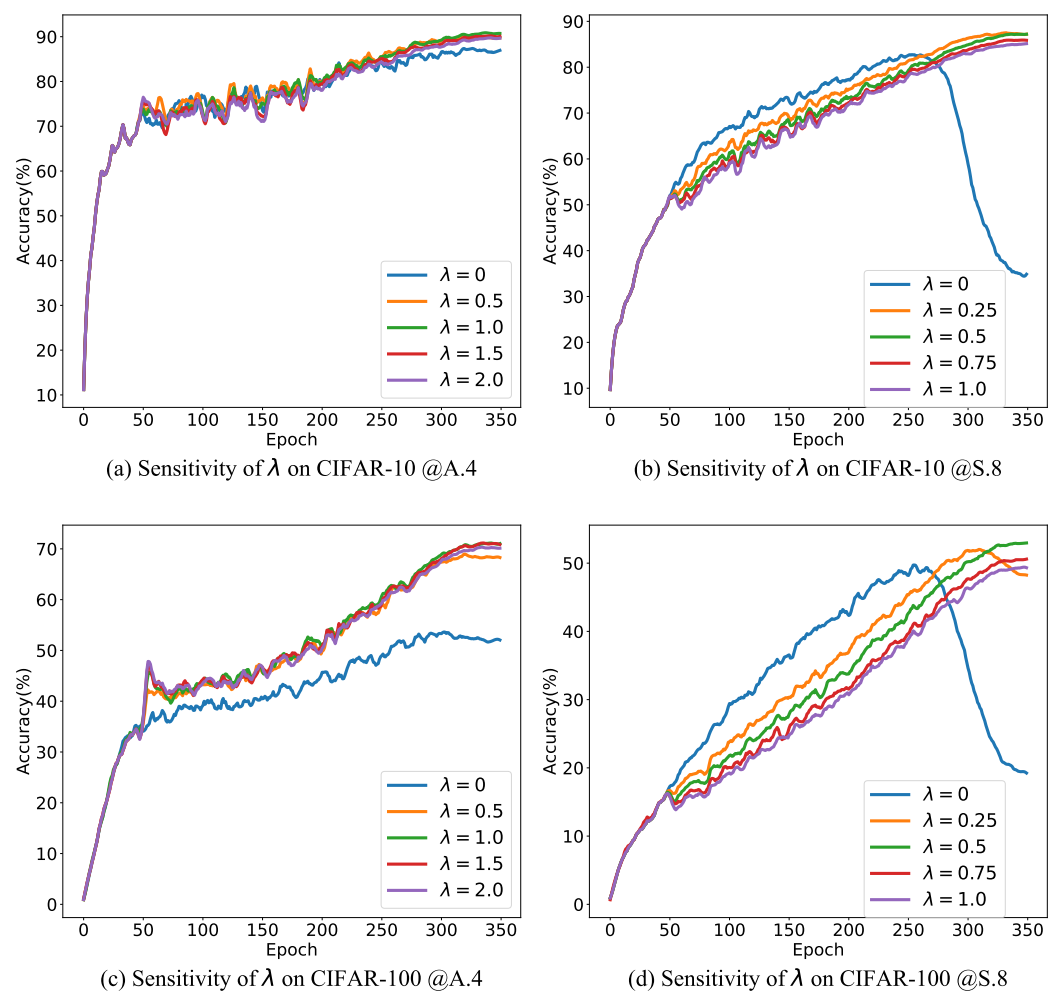 90
80
70
60
50
40
30
20
10
Accuracy(%)
λ = 0
λ = 0.5
λ = 1.0
λ = 1.5
λ = 2.0
0 50 100 150 200 250 300 350
Epoch
(a) Sensitivity of λ on CIFAR-10 @A.4
90
80
70
60
50
40
30
20
10
Accuracy(%)
λ = 0
λ = 0.25
λ = 0.5
λ = 0.75
λ = 1.0
0 50 100 150 200 250 300 350
Epoch
(b) Sensitivity of λ on CIFAR-10 @S.8
70
60
50
40
30
20
10
0
Accuracy(%)
λ = 0
λ = 0.5
λ = 1.0
λ = 1.5
λ = 2.0
0 50 100 150 200 250 300 350
Epoch
(c) Sensitivity of λ on CIFAR-100 @A.4
50
40
30
20
10
0
Accuracy(%)
λ = 0
λ = 0.25
λ = 0.5
λ = 0.75
λ = 1.0
0 50 100 150 200 250 300 350
Epoch
(d) Sensitivity of λ on CIFAR-100 @S.8